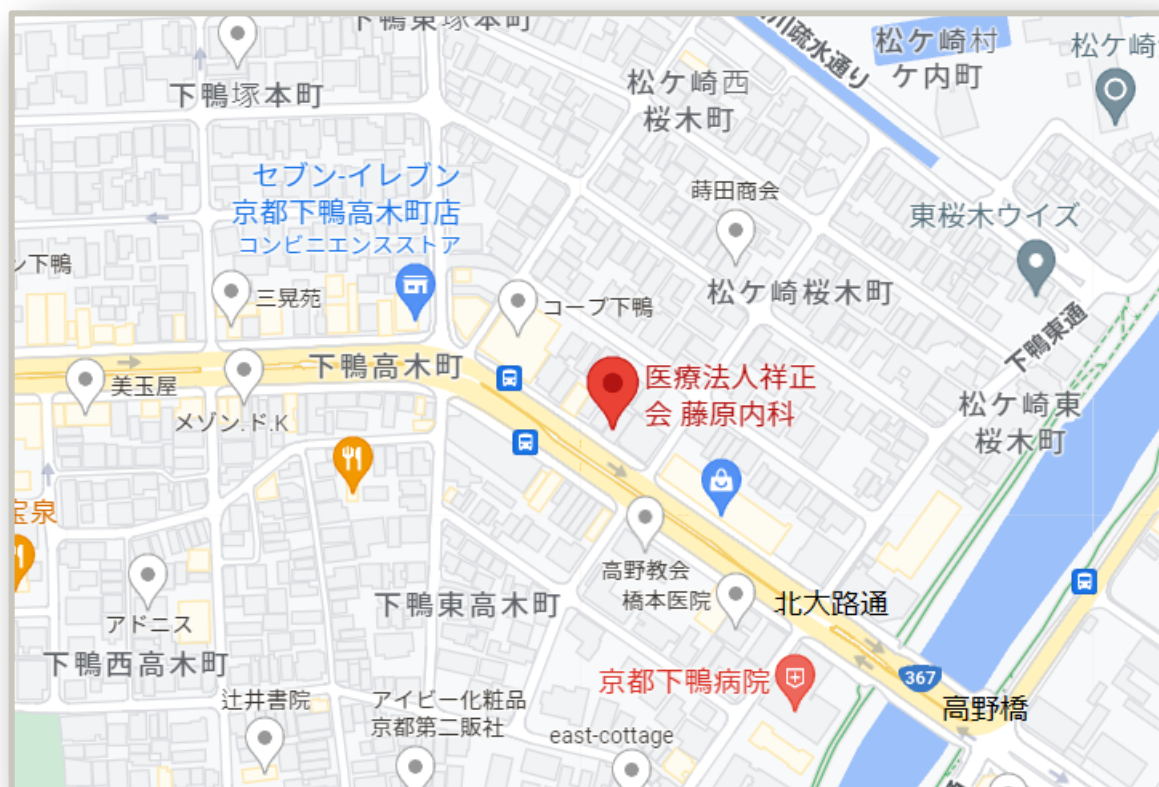 下鴨東塚本町
川疏水通り
松ケ崎村
ケ内町
松ケ崎
松ケ崎西
桜木町
下鴨塚本町
セブン-イレブン
京都下鴨高木町店
コンビニエンスストア
蒔田商会
東桜木ウイズ
ン下鴨
三晃苑
コープ下鴨
松ケ崎桜木町
下鴨東通
下鴨高木町
美玉屋
メゾン.ド.K
医療法人祥正
会 藤原内科
松ケ崎東
桜木町
宝泉
高野教会
橋本医院
北大路通
アドニス
下鴨東高木町
下鴨西高木町
京都下鴨病院
367
高野橋
辻井書院
アイビー化粧品
京都第二販社
east-cottage